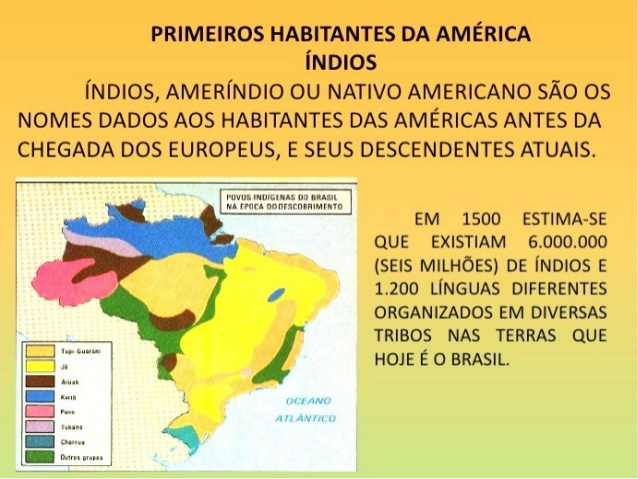 PRIMEIROS HABITANTES DA AMÉRICA
ÍNDIOS
ÍNDIOS, AMERÍNDIO OU NATIVO AMERICANO SÃO OS
NOMES DADOS AOS HABITANTES DAS AMÉRICAS ANTES DA
CHEGADA DOS EUROPEUS, E SEUS DESCENDENTES ATUAIS.
POVOS INDÍGENAS DO BRASIL
NA ÉPOCA DO DESCOBRIMENTO
Tupi-Guarani
Jê
Aruak
Karib
Pano
Tukano
Charrua
Outros grupos
OCEANO
ATLÂNTICO
EM 1500 ESTIMA-SE
QUE EXISTIAM 6.000.000
(SEIS MILHÕES) DE ÍNDIOS E
1.200 LÍNGUAS DIFERENTES
ORGANIZADOS EM DIVERSAS
TRIBOS NAS TERRAS QUE
HOJE É O BRASIL.